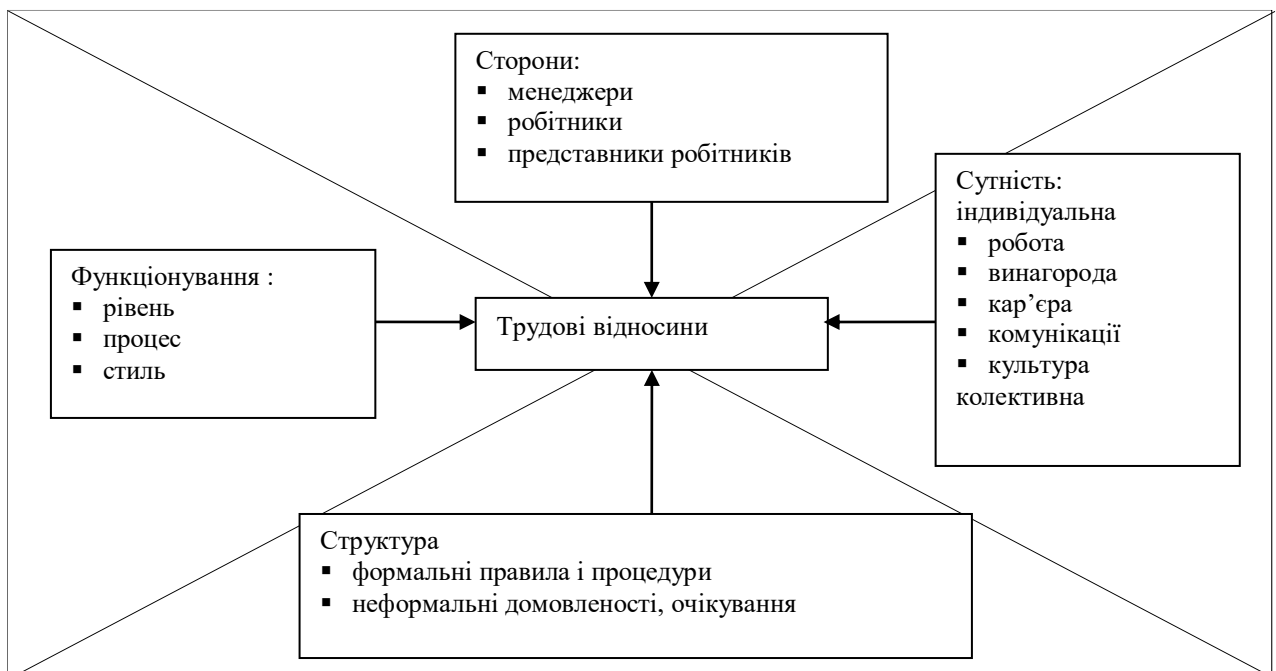 Сторони:
▪ менеджери
▪ робітники
▪ представники робітників
Сутність:
індивідуальна
▪ робота
▪ винагорода
▪ кар’єра
▪ комунікації
▪ культура
колективна
Функціонування :
▪ рівень
▪ процес
▪ стиль
Трудові відносини
Структура
▪ формальні правила і процедури
▪ неформальні домовленості, очікування